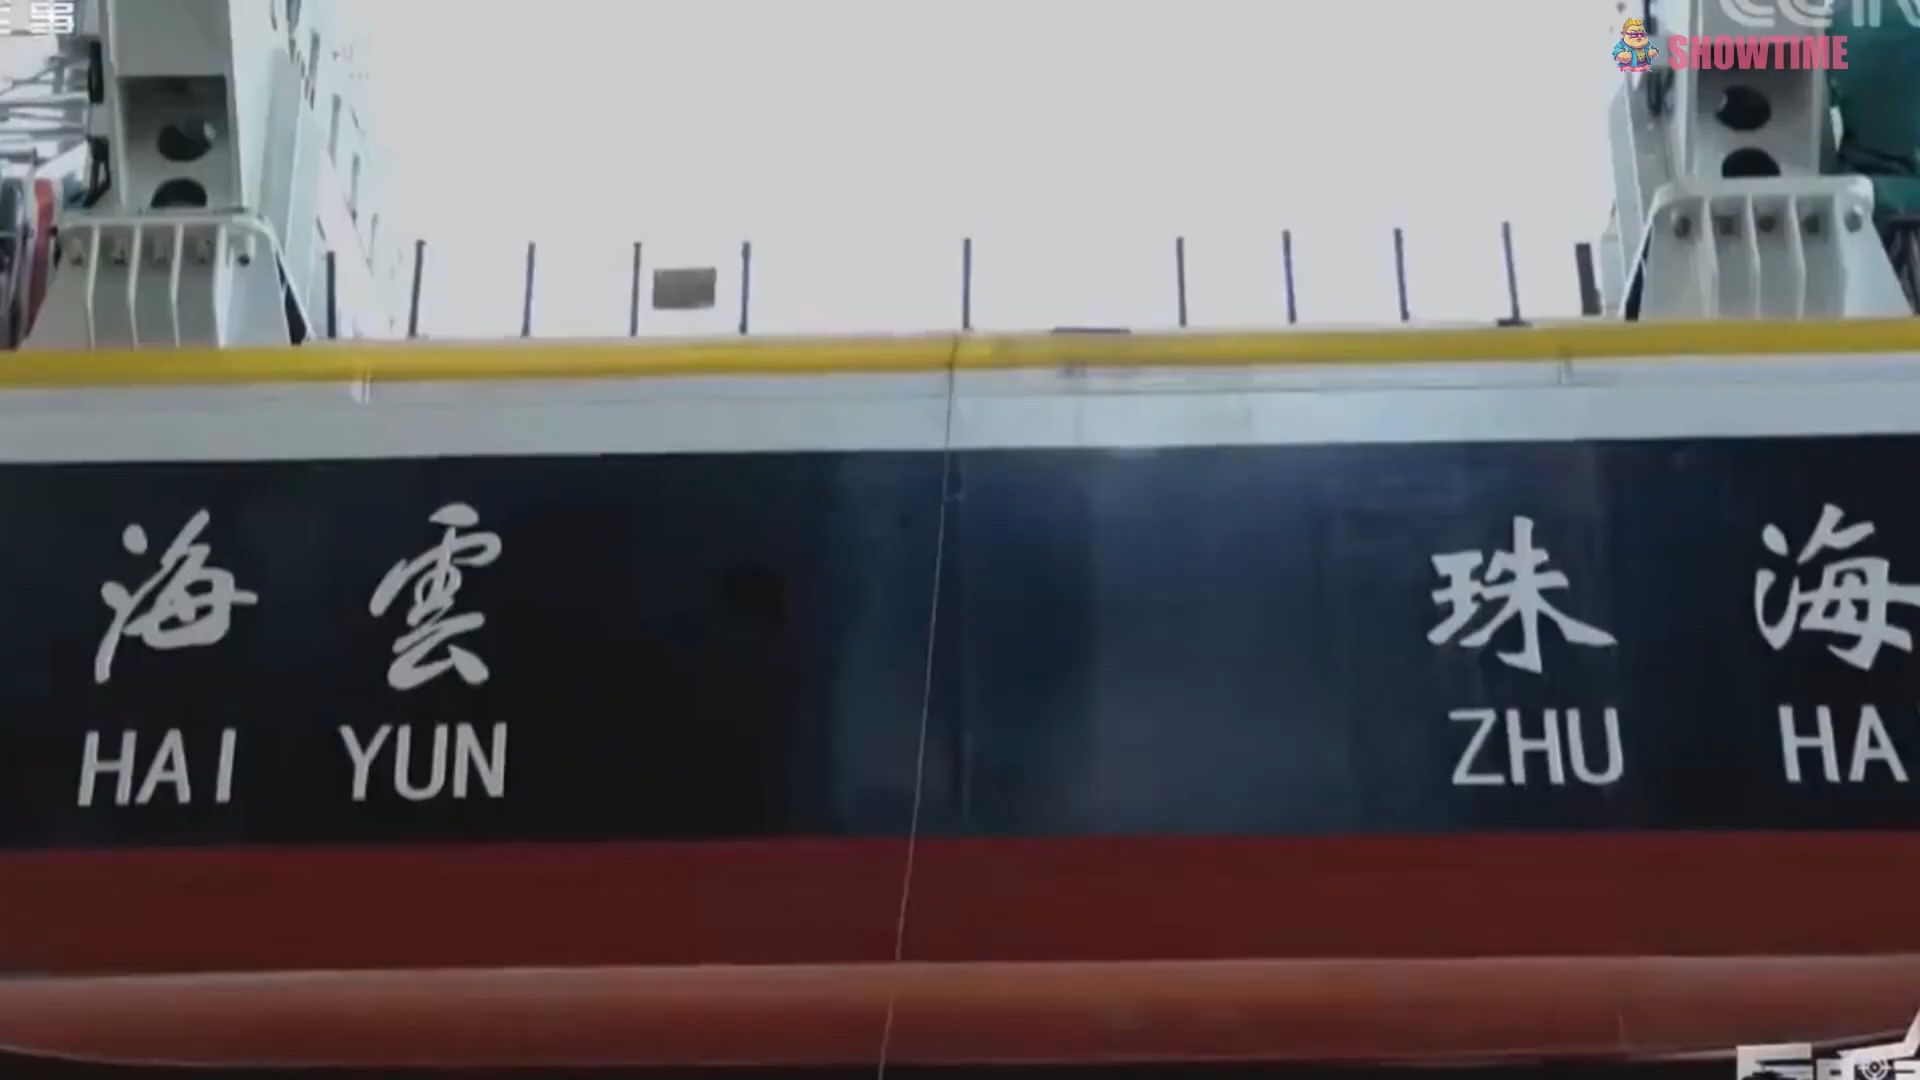 SHOWTIME
海雲 珠海
HAI YUN ZHU HA